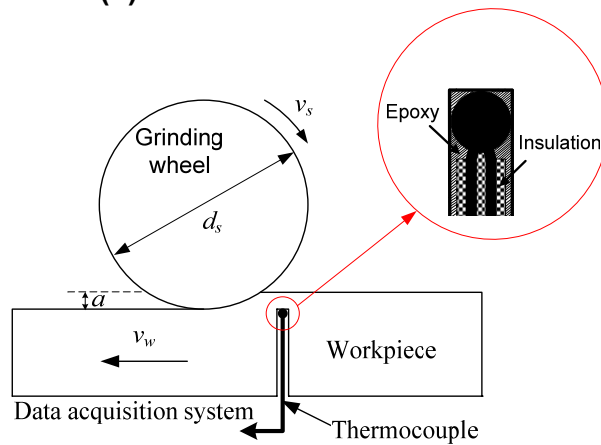 v_s
Grinding
wheel
d_s
Epoxy
Insulation
a
v_w
Workpiece
Data acquisition system
Thermocouple